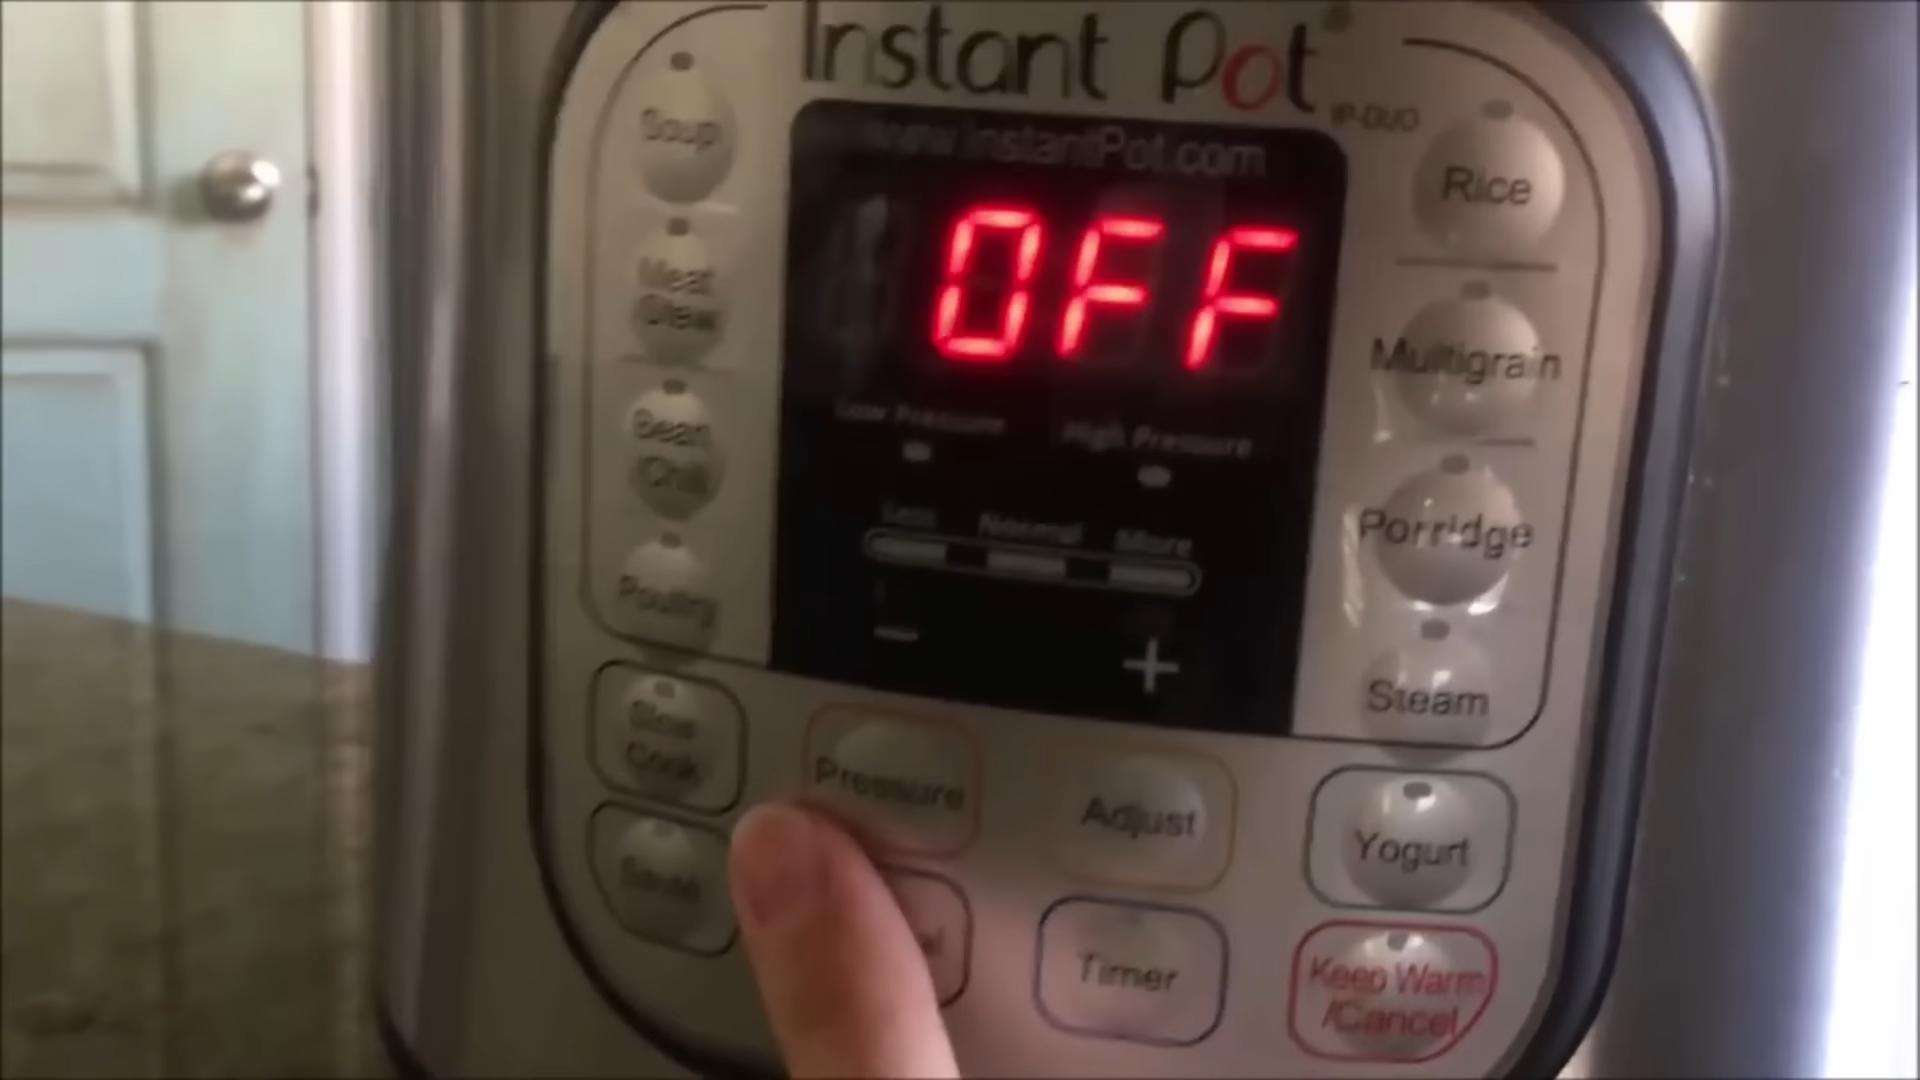 Instant Pot
IP-DUO
www.InstantPot.com
OFF
Low Pressure
High Pressure
Less
Normal
More
−
+
Soup
Meat
/Stew
Bean
/Chili
Poultry
Slow
Cook
Sauté
Pressure
Adjust
Timer
Rice
Multigrain
Porridge
Steam
Yogurt
Keep Warm
/Cancel